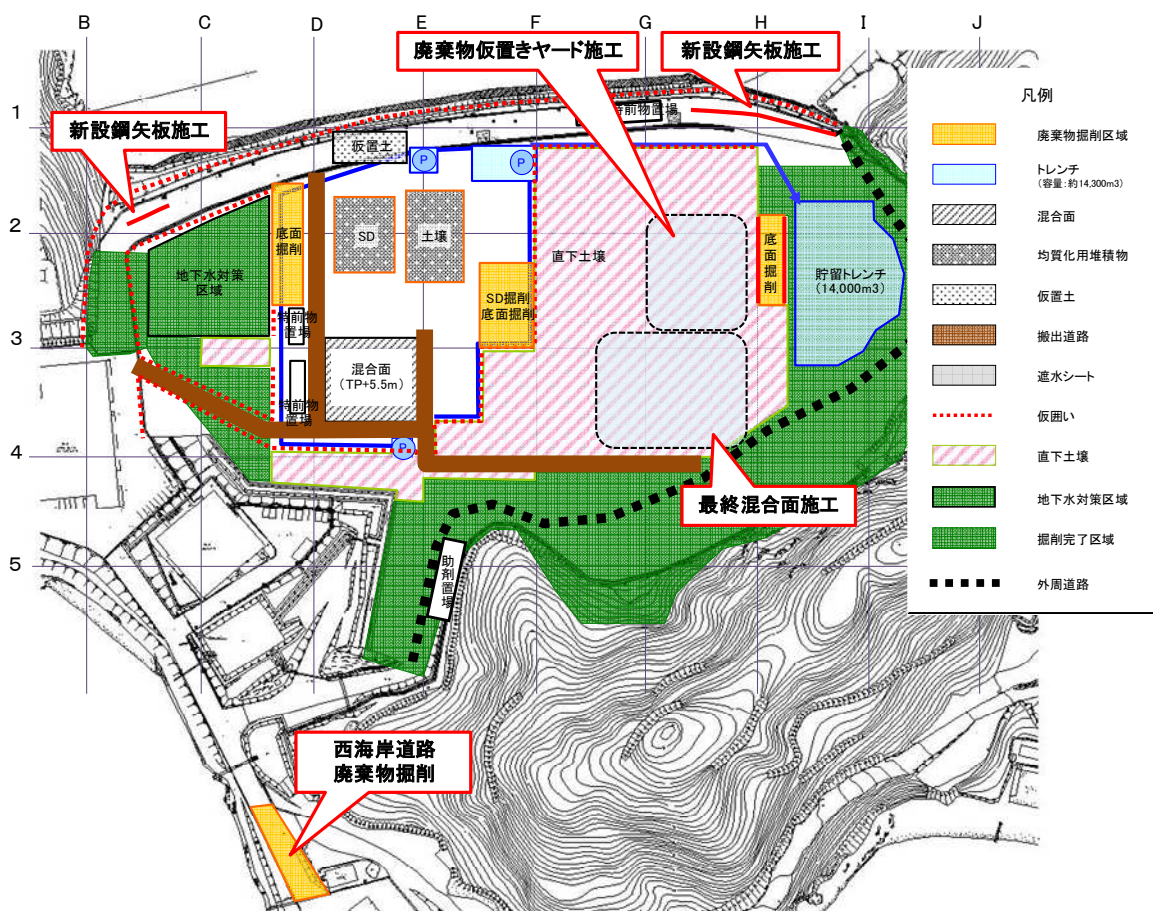 B
C
D
E
F
G
H
I
J
1
2
3
4
5
廃棄物仮置きヤード施工
新設鋼矢板施工
新設鋼矢板施工
特前物置場
仮置土
P
P
底面
掘削
SD
土壌
直下土壌
底
面
掘
削
地下水対策
区域
SD掘削
底面掘削
貯留トレンチ
(14,000m3)
特前物
置場
混合面
(TP+5.5m)
特前物
置場
P
最終混合面施工
助剤置場
西海岸道路
廃棄物掘削
凡例
廃棄物掘削区域
トレンチ
(容量:約14,300m3)
混合面
均質化用堆積物
仮置土
搬出道路
遮水シート
仮囲い
直下土壌
地下水対策区域
掘削完了区域
外周道路